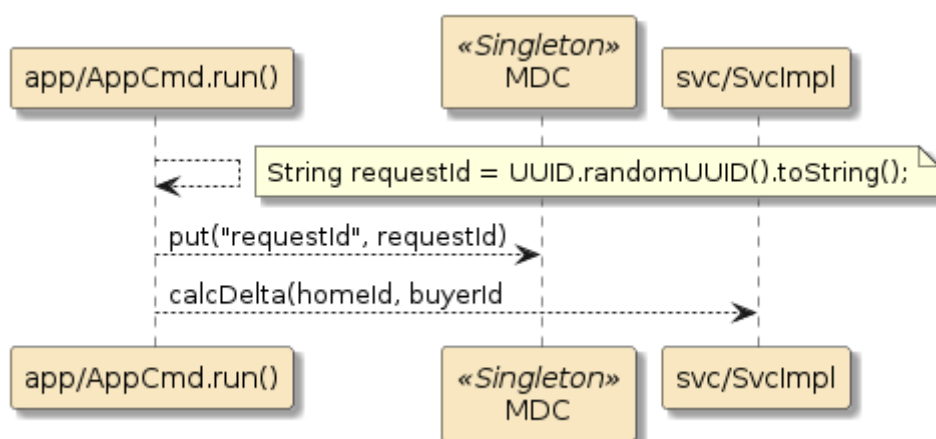 app/AppCmd.run()
«Singleton»
MDC
svc/SvcImpl
String requestId = UUID.randomUUID().toString();
put("requestId", requestId)
calcDelta(homeId, buyerId
app/AppCmd.run()
«Singleton»
MDC
svc/SvcImpl